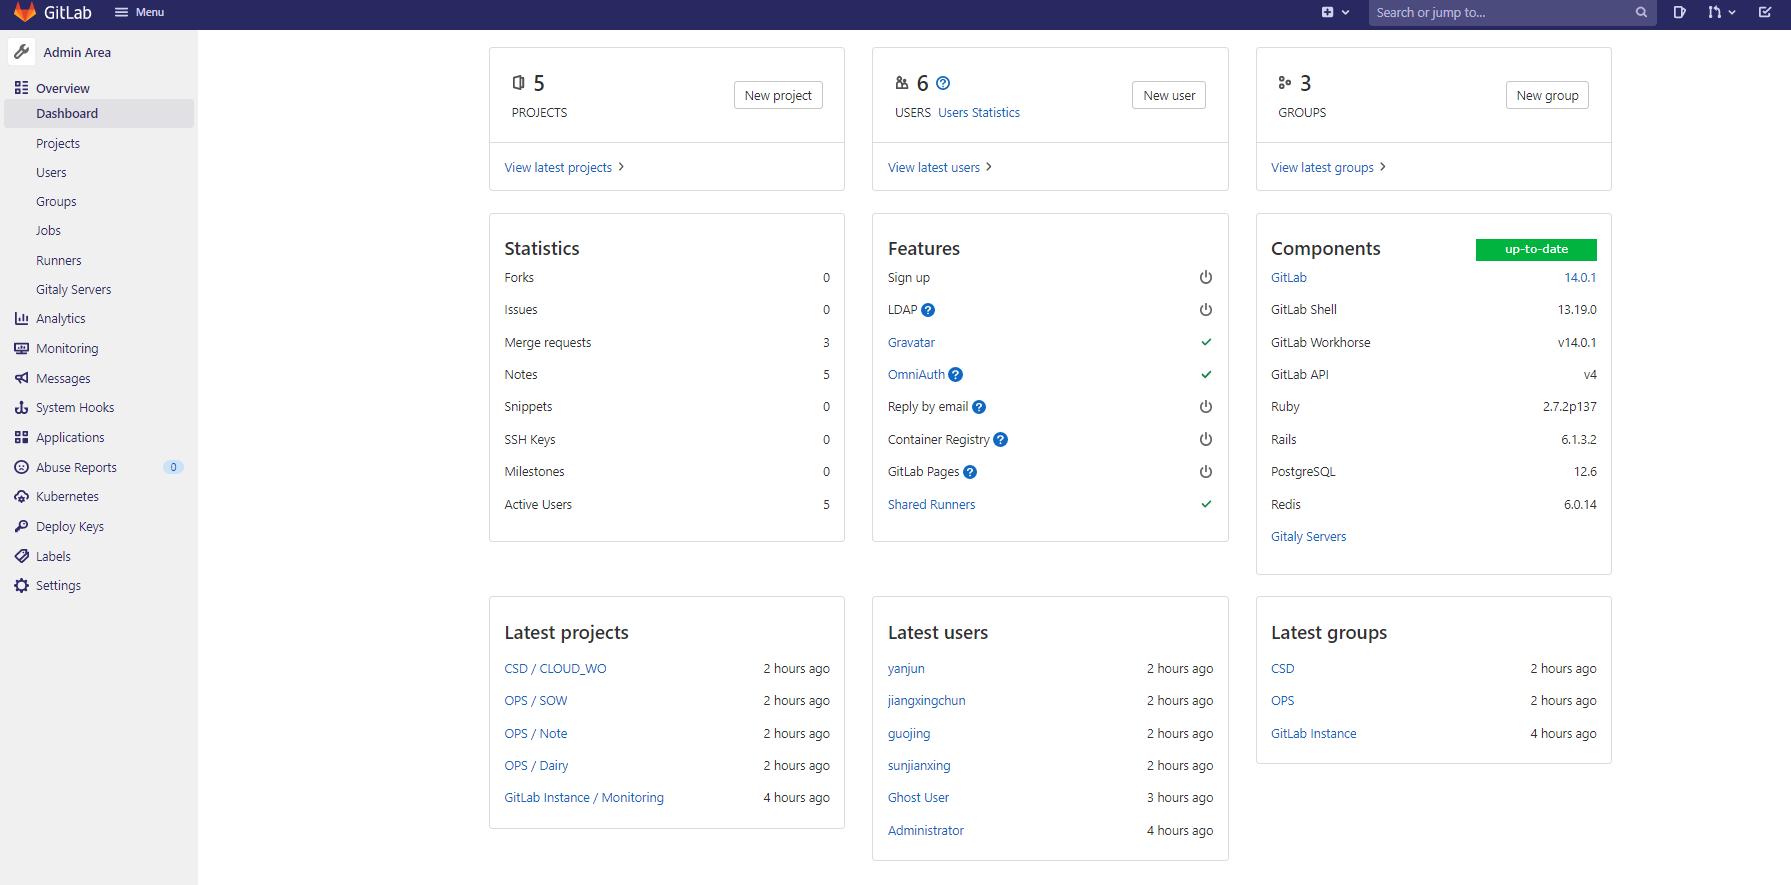 GitLab
Menu
Search or jump to...
Admin Area
Overview
Dashboard
Projects
Users
Groups
Jobs
Runners
Gitaly Servers
Analytics
Monitoring
Messages
System Hooks
Applications
Abuse Reports 0
Kubernetes
Deploy Keys
Labels
Settings
5
PROJECTS
New project
View latest projects
6
USERS Users Statistics
New user
View latest users
3
GROUPS
New group
View latest groups
Statistics
Forks 0
Issues 0
Merge requests 3
Notes 5
Snippets 0
SSH Keys 0
Milestones 0
Active Users 5
Features
Sign up
LDAP
Gravatar
OmniAuth
Reply by email
Container Registry
GitLab Pages
Shared Runners
Components up-to-date
GitLab 14.0.1
GitLab Shell 13.19.0
GitLab Workhorse v14.0.1
GitLab API v4
Ruby 2.7.2p137
Rails 6.1.3.2
PostgreSQL 12.6
Redis 6.0.14
Gitaly Servers
Latest projects
CSD / CLOUD_WO 2 hours ago
OPS / SOW 2 hours ago
OPS / Note 2 hours ago
OPS / Dairy 2 hours ago
GitLab Instance / Monitoring 4 hours ago
Latest users
yanjun 2 hours ago
jiangxingchun 2 hours ago
guojing 2 hours ago
sunjianxing 2 hours ago
Ghost User 3 hours ago
Administrator 4 hours ago
Latest groups
CSD 2 hours ago
OPS 2 hours ago
GitLab Instance 4 hours ago